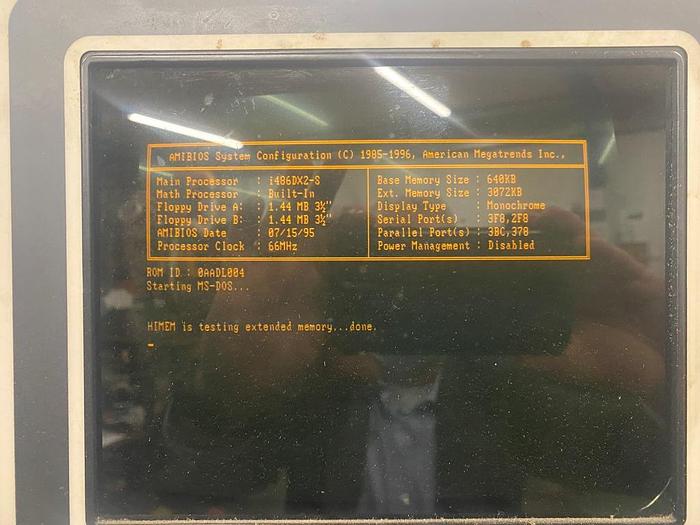 AMIBIOS System Configuration (C) 1985-1996, American Megatrends Inc.,
Main Processor : i486DX2-S
Math Processor : Built-In
Floppy Drive A: : 1.44 MB 3½"
Floppy Drive B: : 1.44 MB 3½"
AMIBIOS Date : 07/15/95
Processor Clock : 66MHz
Base Memory Size : 640KB
Ext. Memory Size : 3072KB
Display Type : Monochrome
Serial Port(s) : 3F8,2F8
Parallel Port(s) : 3BC,378
Power Management : Disabled
ROM ID : 0AADL004
Starting MS-DOS...
HIMEM is testing extended memory...done.